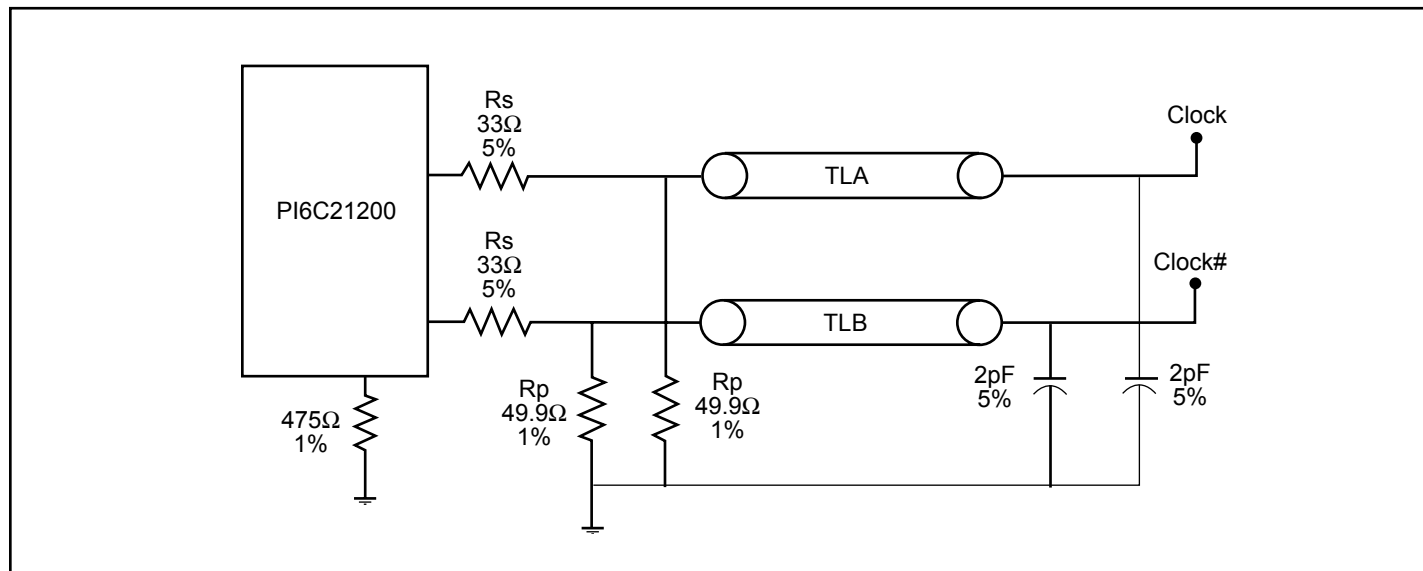 Rs
33Ω
5%
Clock
TLA
PI6C21200
Rs
33Ω
5%
Clock#
TLB
475Ω
1%
Rp
49.9Ω
1%
Rp
49.9Ω
1%
2pF
5%
2pF
5%